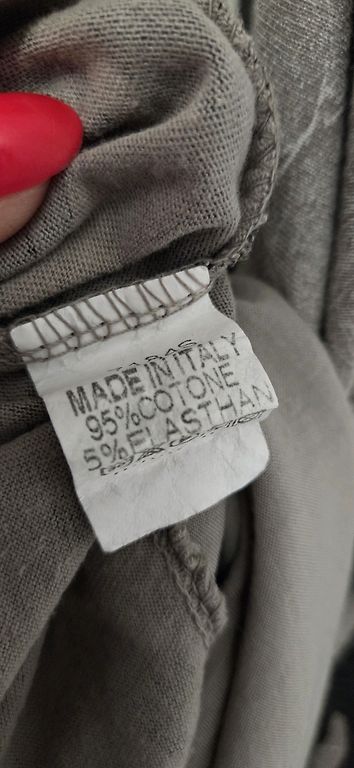 MADE IN ITALY
95% COTONE
5% ELASTHAN